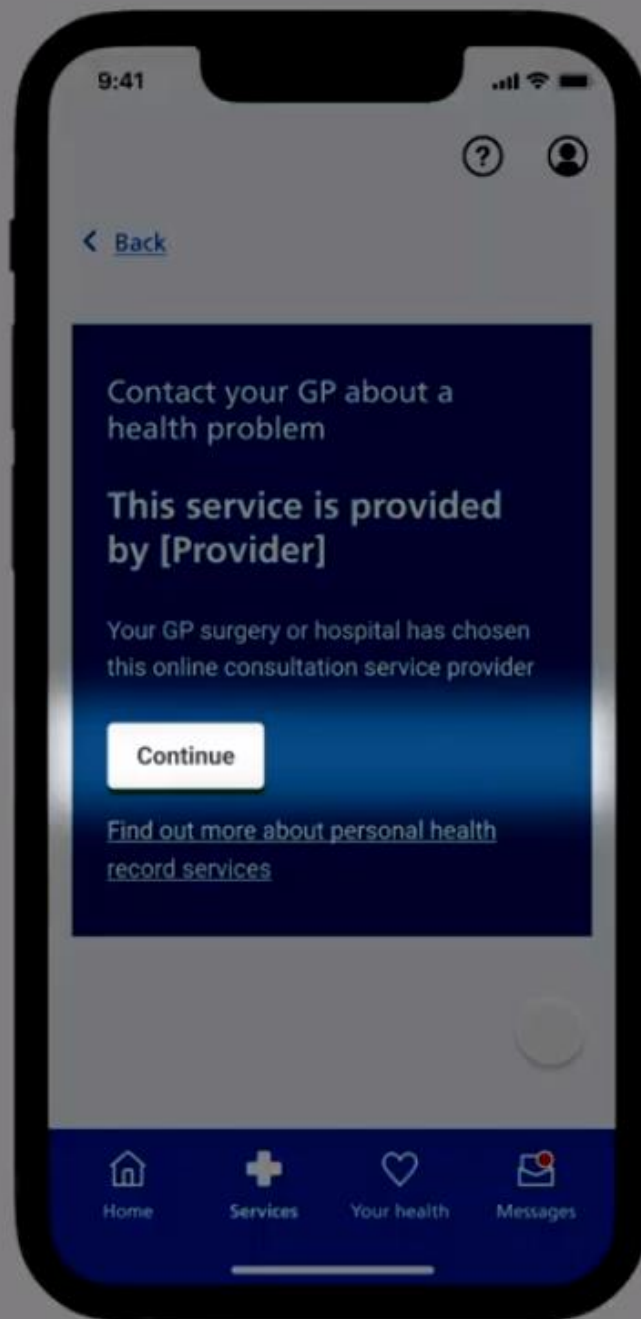 9:41
Back
Contact your GP about a
health problem
This service is provided
by [Provider]
Your GP surgery or hospital has chosen
this online consultation service provider
Continue
Find out more about personal health
record services
Home Services Your health Messages